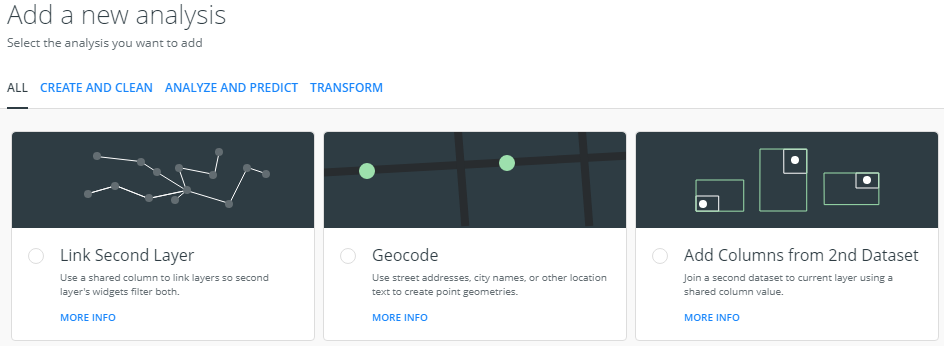 Add a new analysis
Select the analysis you want to add
ALL CREATE AND CLEAN ANALYZE AND PREDICT TRANSFORM
Link Second Layer
Use a shared column to link layers so second
layer's widgets filter both.
MORE INFO
Geocode
Use street addresses, city names, or other location
text to create point geometries.
MORE INFO
Add Columns from 2nd Dataset
Join a second dataset to current layer using a
shared column value.
MORE INFO